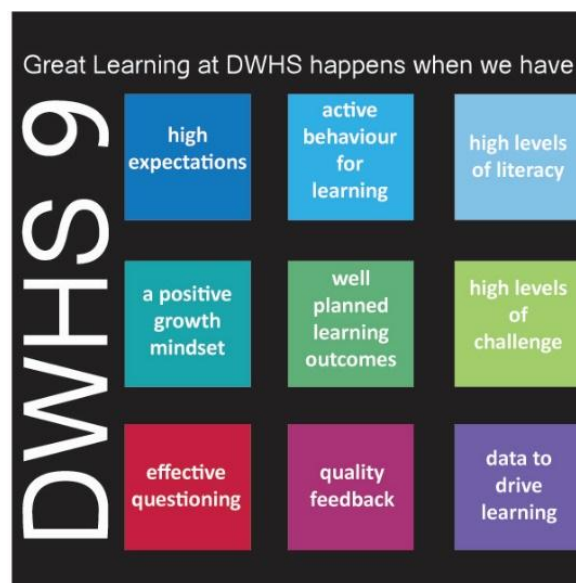 Great Learning at DWHS happens when we have
DWHS 9
high
expectations
active
behaviour
for
learning
high levels
of literacy
a positive
growth
mindset
well
planned
learning
outcomes
high levels
of
challenge
effective
questioning
quality
feedback
data to
drive
learning